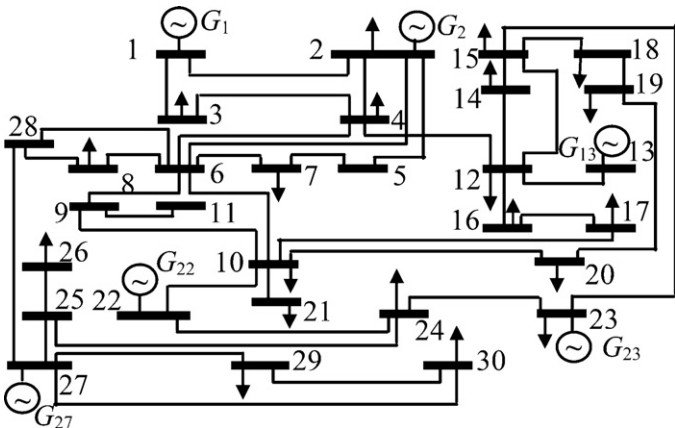 ~ G1 ~ G2
1 2 15 18
19
3 4 14
28 G13 ~ 13
8 6 7 5 12
9 11 16 17
26 10 20
~ G22
25 22 21 24 23
27 29 30 ~ G23
~ G27